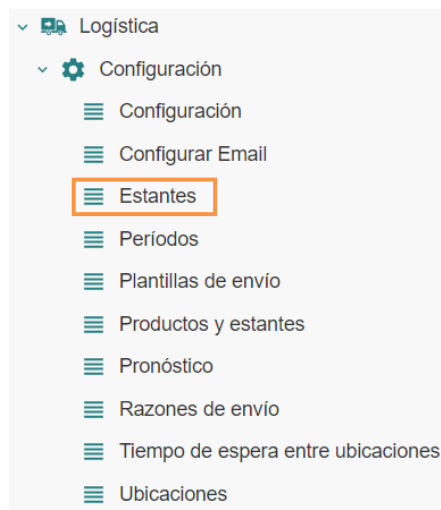 Logística
Configuración
Configuración
Configurar Email
Estantes
Períodos
Plantillas de envío
Productos y estantes
Pronóstico
Razones de envío
Tiempo de espera entre ubicaciones
Ubicaciones